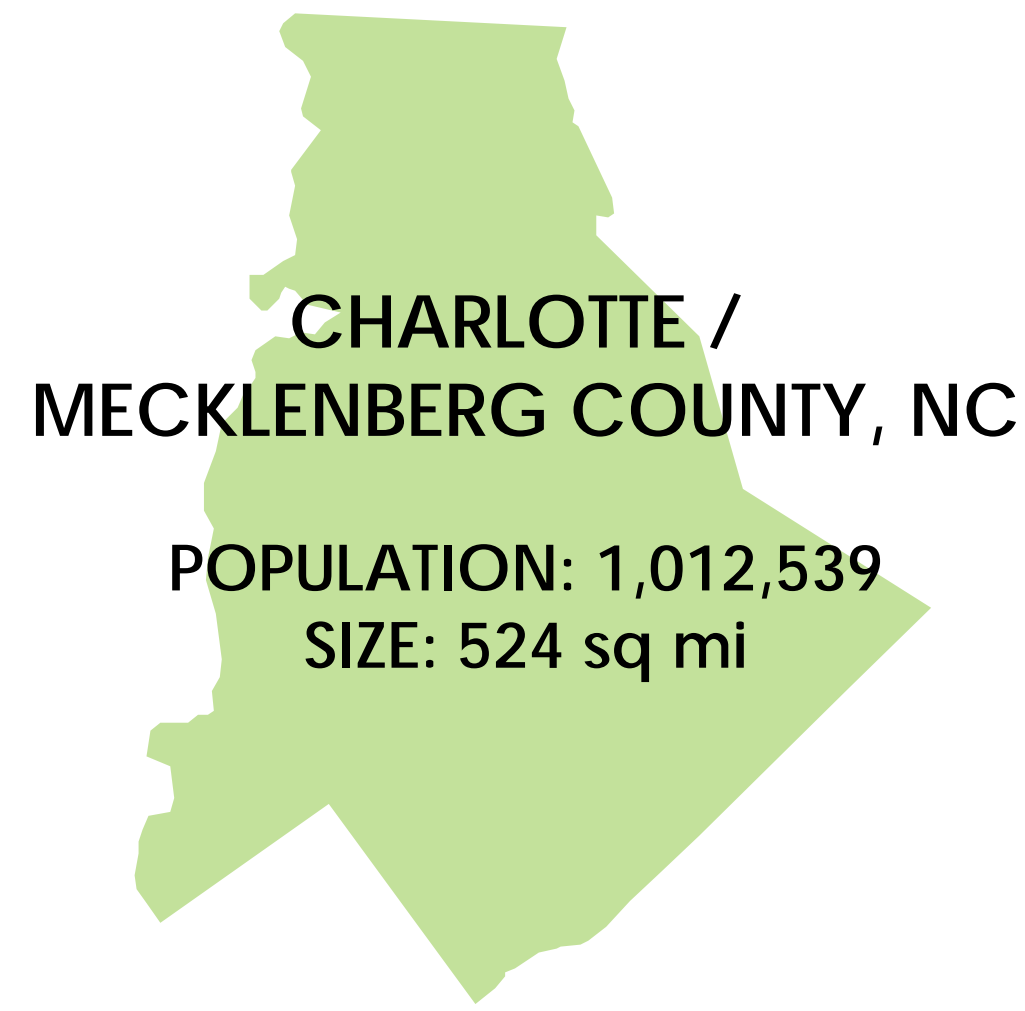 CHARLOTTE /
MECKLENBERG COUNTY, NC
POPULATION: 1,012,539
SIZE: 524 sq mi